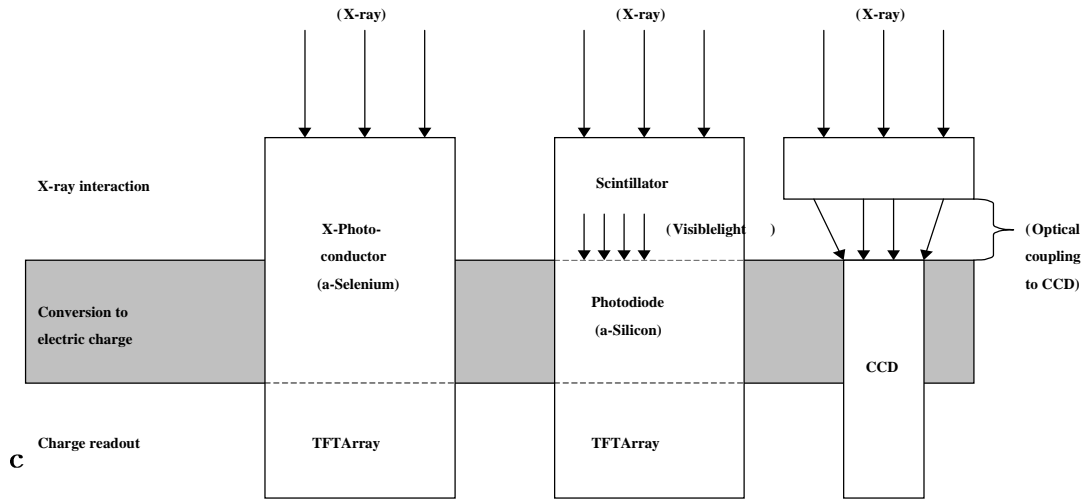 (X-ray)
(X-ray)
(X-ray)
X-ray interaction
Scintillator
X-Photo-
conductor
(a-Selenium)
(Visiblelight )
(Optical
coupling
to CCD)
Conversion to
electric charge
Photodiode
(a-Silicon)
CCD
Charge readout
TFTArray
TFTArray
C